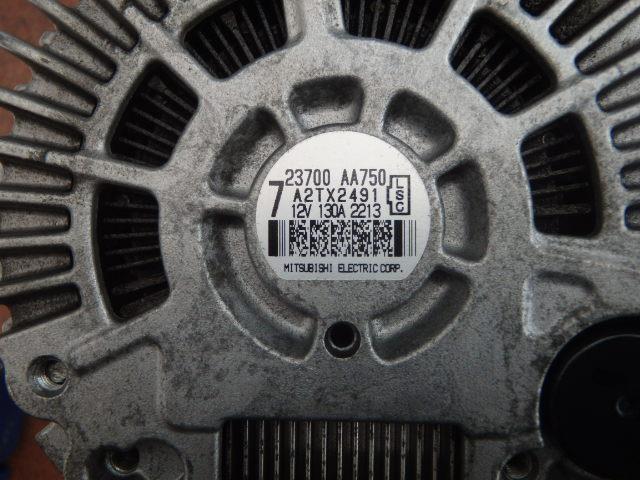 23700 AA750
7 A2TX2491 LSC
12V 130A 2213
MITSUBISHI ELECTRIC CORP.